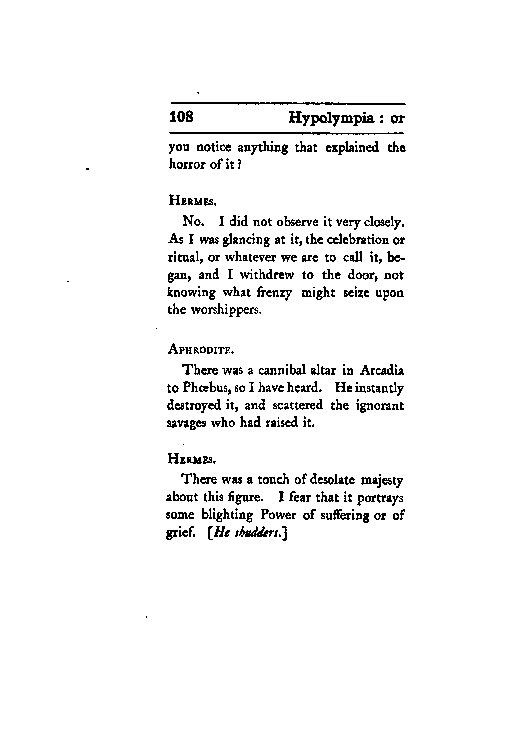 108 Hypolympia : or
you notice anything that explained the
horror of it ?
HERMES.
No. I did not observe it very closely.
As I was glancing at it, the celebration or
ritual, or whatever we are to call it, be-
gan, and I withdrew to the door, not
knowing what frenzy might seize upon
the worshippers.
APHRODITE.
There was a cannibal altar in Arcadia
to Phœbus, so I have heard. He instantly
destroyed it, and scattered the ignorant
savages who had raised it.
HERMES.
There was a touch of desolate majesty
about this figure. I fear that it portrays
some blighting Power of suffering or of
grief. [He shudders.]